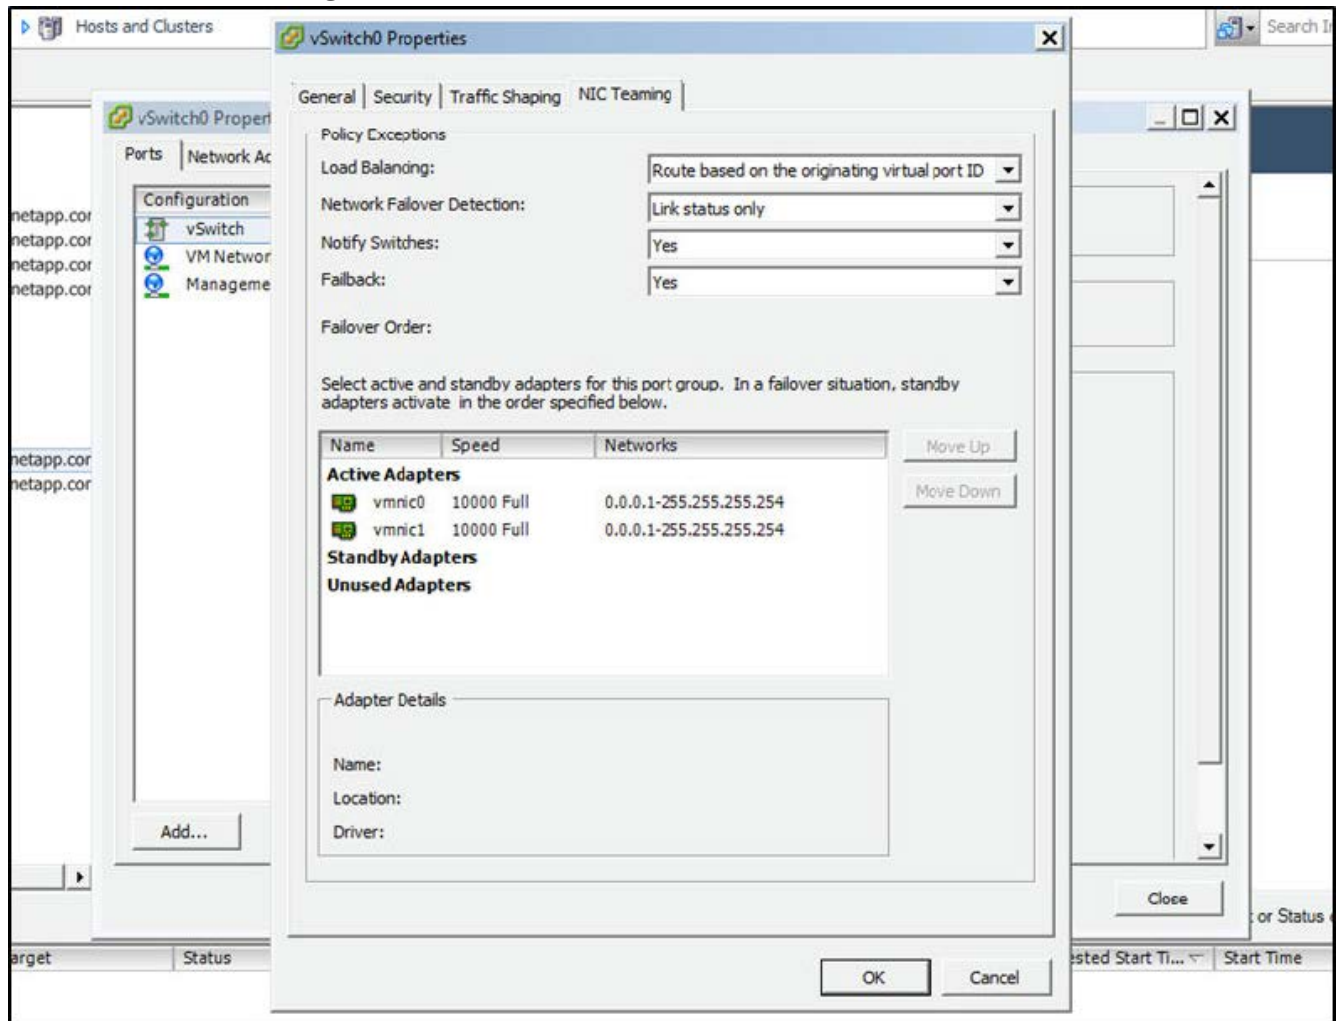 Hosts and Clusters
Search
vSwitch0 Properties
General Security Traffic Shaping NIC Teaming
vSwitch0 Proper
Ports Network Ac
Configuration
vSwitch
VM Networ
Manageme
netapp.cor
netapp.cor
netapp.cor
netapp.cor
netapp.cor
netapp.cor
Policy Exceptions
Load Balancing: Route based on the originating virtual port ID
Network Failover Detection: Link status only
Notify Switches: Yes
Failback: Yes
Failover Order:
Select active and standby adapters for this port group. In a failover situation, standby
adapters activate in the order specified below.
Name Speed Networks
Active Adapters
vmnic0 10000 Full 0.0.0.1-255.255.255.254
vmnic1 10000 Full 0.0.0.1-255.255.255.254
Standby Adapters
Unused Adapters
Move Up
Move Down
Adapter Details
Name:
Location:
Driver:
Add...
Close
or Status
arget Status ested Start Ti... Start Time
OK Cancel